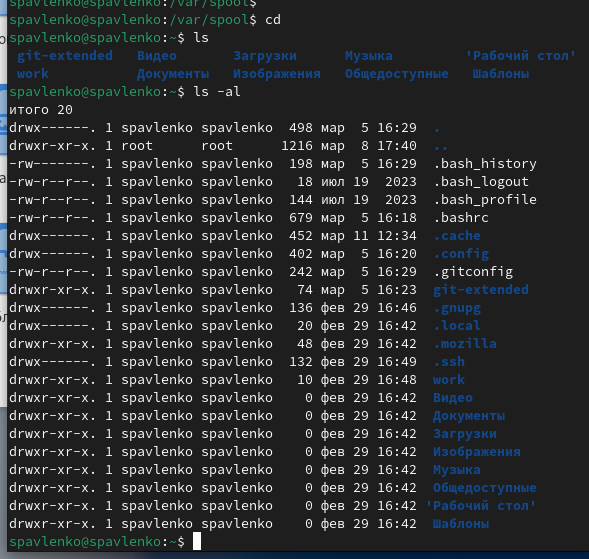 spavlenko@spavlenko:/var/spool$
spavlenko@spavlenko:/var/spool$ cd
spavlenko@spavlenko:~$ ls
git-extended Видео Загрузки Музыка 'Рабочий стол'
work Документы Изображения Общедоступные Шаблоны
spavlenko@spavlenko:~$ ls -al
итого 20
drwx------. 1 spavlenko spavlenko 498 мар 5 16:29 .
drwxr-xr-x. 1 root root 1216 мар 8 17:40 ..
-rw-------. 1 spavlenko spavlenko 198 мар 5 16:29 .bash_history
-rw-r--r--. 1 spavlenko spavlenko 18 июл 19 2023 .bash_logout
-rw-r--r--. 1 spavlenko spavlenko 144 июл 19 2023 .bash_profile
-rw-r--r--. 1 spavlenko spavlenko 679 мар 5 16:18 .bashrc
drwx------. 1 spavlenko spavlenko 452 мар 11 12:34 .cache
drwx------. 1 spavlenko spavlenko 402 мар 5 16:20 .config
-rw-r--r--. 1 spavlenko spavlenko 242 мар 5 16:29 .gitconfig
drwxr-xr-x. 1 spavlenko spavlenko 74 мар 5 16:23 git-extended
drwx------. 1 spavlenko spavlenko 136 фев 29 16:46 .gnupg
drwx------. 1 spavlenko spavlenko 20 фев 29 16:42 .local
drwxr-xr-x. 1 spavlenko spavlenko 48 фев 29 16:42 .mozilla
drwx------. 1 spavlenko spavlenko 132 фев 29 16:49 .ssh
drwxr-xr-x. 1 spavlenko spavlenko 10 фев 29 16:48 work
drwxr-xr-x. 1 spavlenko spavlenko 0 фев 29 16:42 Видео
drwxr-xr-x. 1 spavlenko spavlenko 0 фев 29 16:42 Документы
drwxr-xr-x. 1 spavlenko spavlenko 0 фев 29 16:42 Загрузки
drwxr-xr-x. 1 spavlenko spavlenko 0 фев 29 16:42 Изображения
drwxr-xr-x. 1 spavlenko spavlenko 0 фев 29 16:42 Музыка
drwxr-xr-x. 1 spavlenko spavlenko 0 фев 29 16:42 Общедоступные
drwxr-xr-x. 1 spavlenko spavlenko 0 фев 29 16:42 'Рабочий стол'
drwxr-xr-x. 1 spavlenko spavlenko 0 фев 29 16:42 Шаблоны
spavlenko@spavlenko:~$